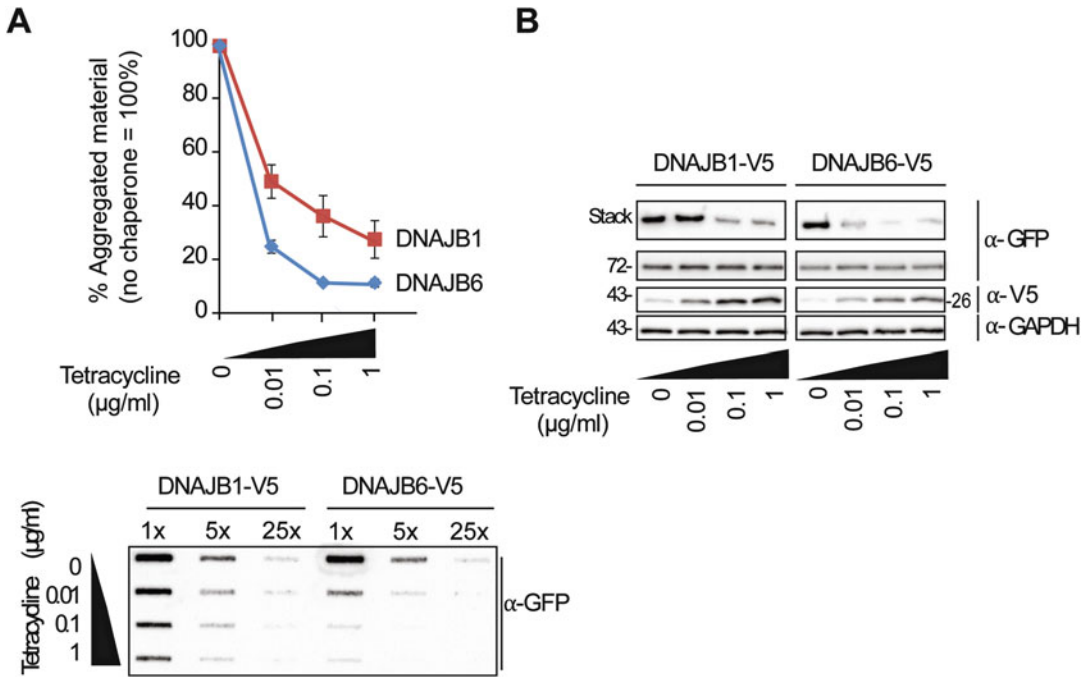 A
% Aggregated material
(no chaperone = 100%)
100
80
60
40
20
0
DNAJB1
DNAJB6
Tetracycline
(µg/ml)
0
0.01
0.1
1
B
DNAJB1-V5
DNAJB6-V5
Stack
72-
43-
-26
43-
α-GFP
α-V5
α-GAPDH
Tetracycline
(µg/ml)
0
0.01
0.1
1
0
0.01
0.1
1
DNAJB1-V5
DNAJB6-V5
1x 5x 25x 1x 5x 25x
Tetracycline (µg/ml)
0
0.01
0.1
1
α-GFP